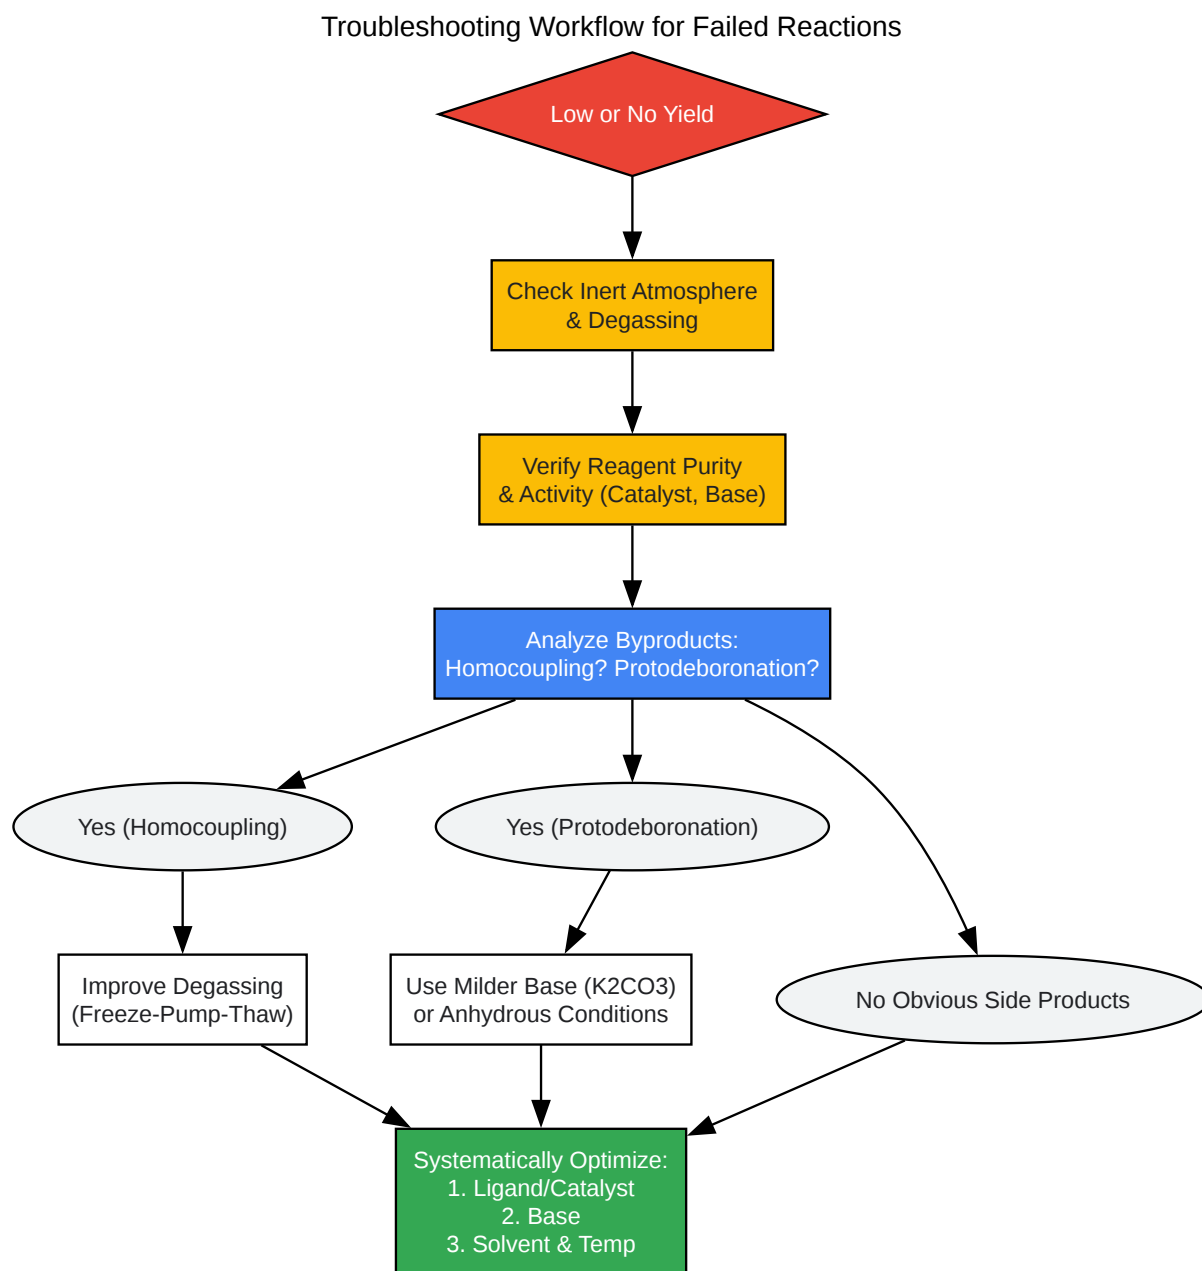 Troubleshooting Workflow for Failed Reactions
Low or No Yield
Check Inert Atmosphere
& Degassing
Verify Reagent Purity
& Activity (Catalyst, Base)
Analyze Byproducts:
Homocoupling? Protodeboronation?
Yes (Homocoupling)
Yes (Protodeboronation)
Improve Degassing
(Freeze-Pump-Thaw)
Use Milder Base (K2CO3)
or Anhydrous Conditions
No Obvious Side Products
Systematically Optimize:
1. Ligand/Catalyst
2. Base
3. Solvent & Temp